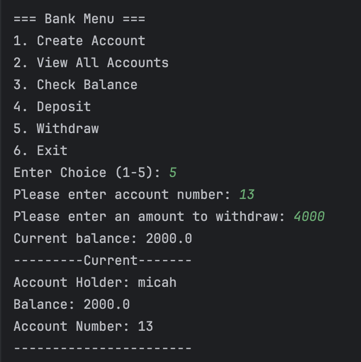 === Bank Menu ===
1. Create Account
2. View All Accounts
3. Check Balance
4. Deposit
5. Withdraw
6. Exit
Enter Choice (1-5): 5
Please enter account number: 13
Please enter an amount to withdraw: 4000
Current balance: 2000.0
---------Current-------
Account Holder: micah
Balance: 2000.0
Account Number: 13
-----------------------